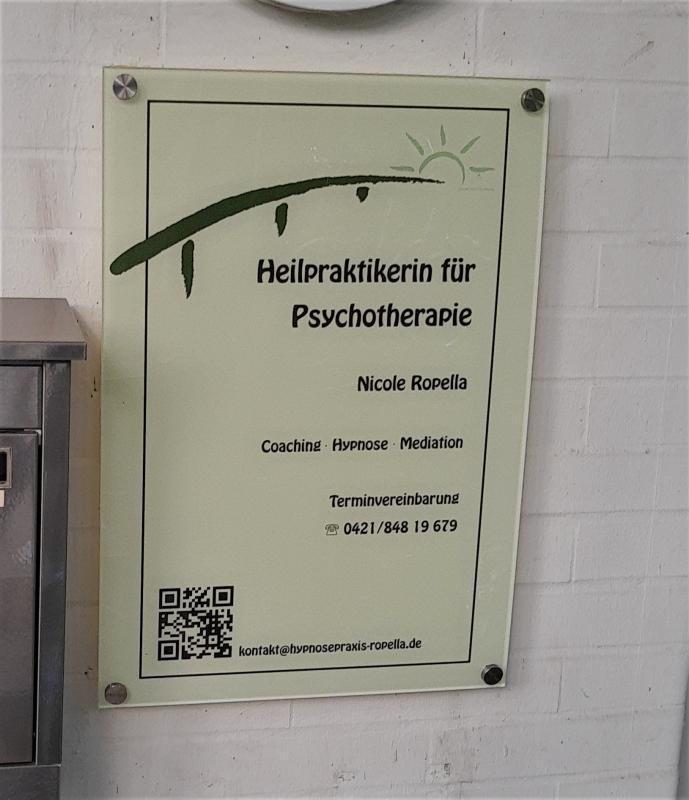 Heilpraktikerin für
Psychotherapie
Nicole Ropella
Coaching · Hypnose · Mediation
Terminvereinbarung
☏ 0421/848 19 679
kontakt@hypnosepraxis-ropella.de